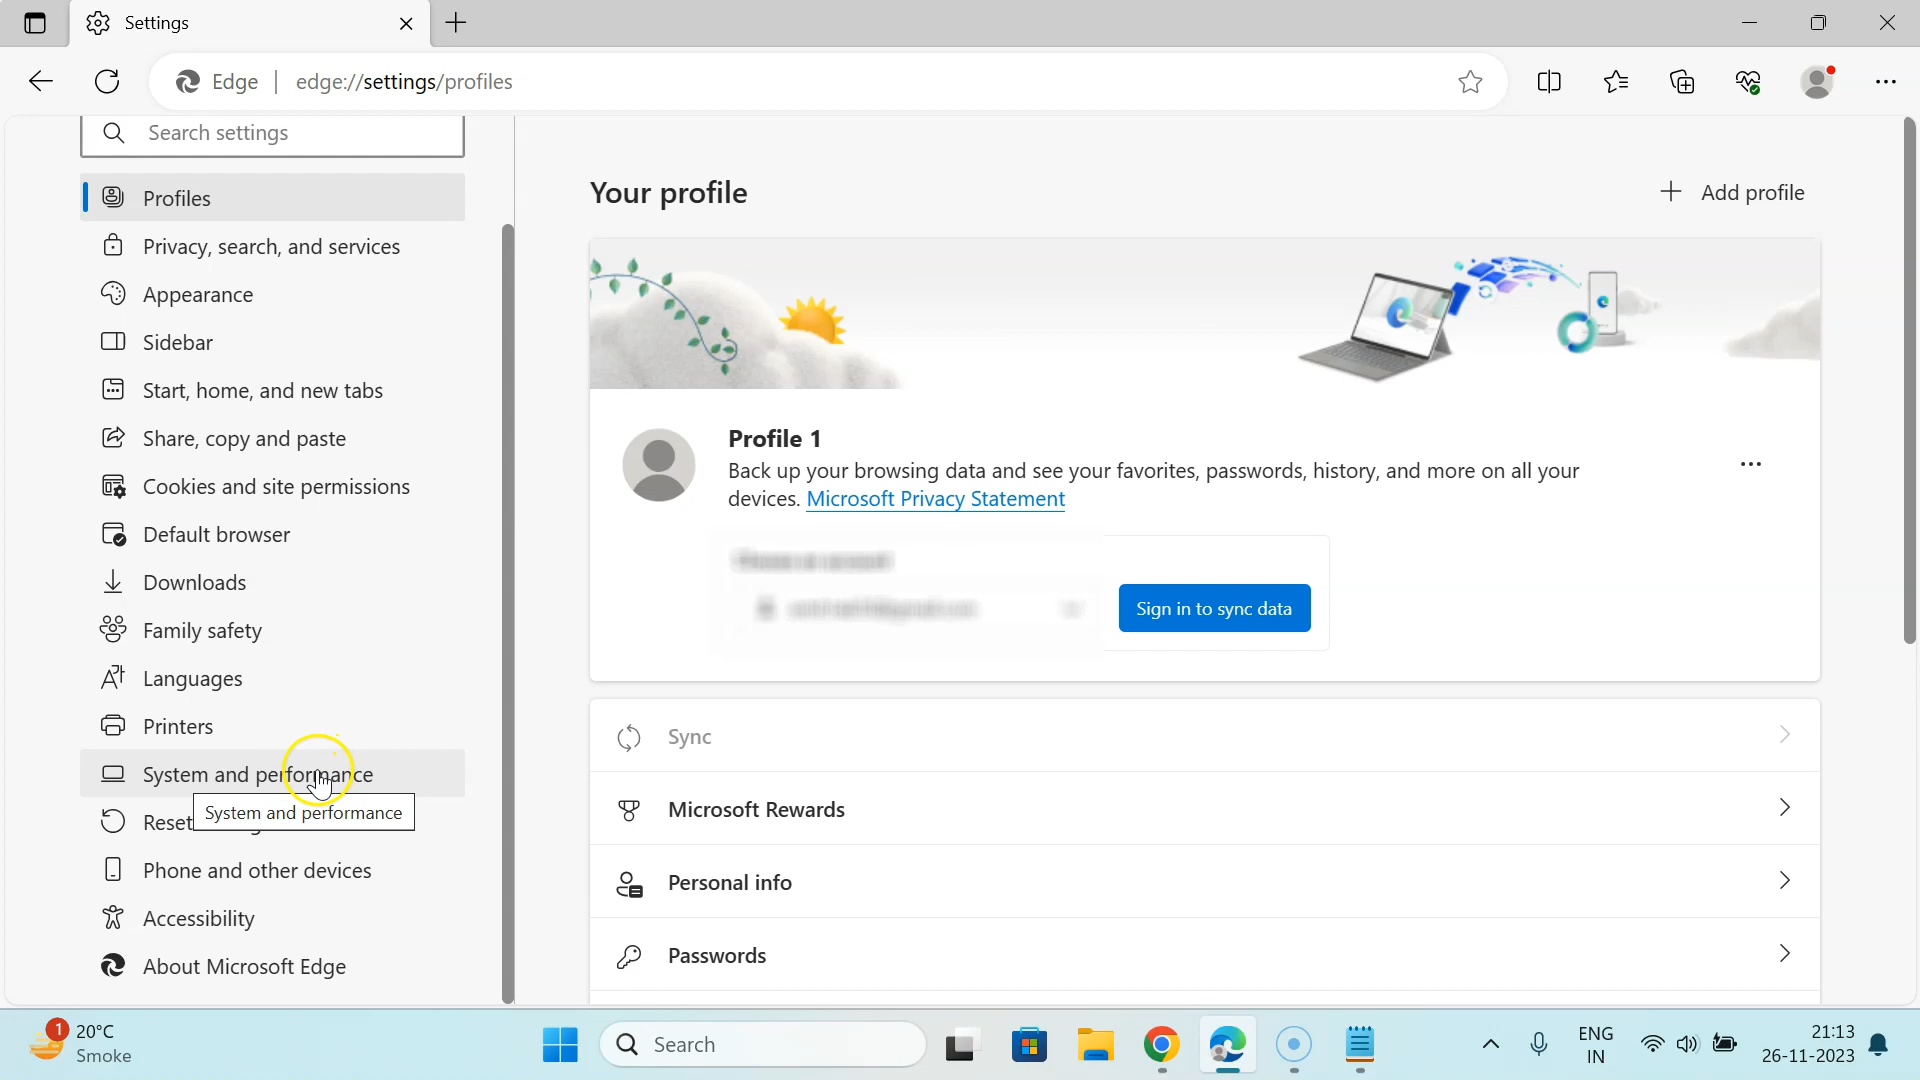 Settings
Edge
edge://settings/profiles
Search settings
Profiles
Privacy, search, and services
Appearance
Sidebar
Start, home, and new tabs
Share, copy and paste
Cookies and site permissions
Default browser
Downloads
Family safety
Languages
Printers
System and performance
System and performance
Reset
Phone and other devices
Accessibility
About Microsoft Edge
Your profile
Add profile
Profile 1
Back up your browsing data and see your favorites, passwords, history, and more on all your
devices. Microsoft Privacy Statement
Sign in to sync data
Sync
Microsoft Rewards
Personal info
Passwords
1
20°C
Smoke
Search
ENG
IN
21:13
26-11-2023